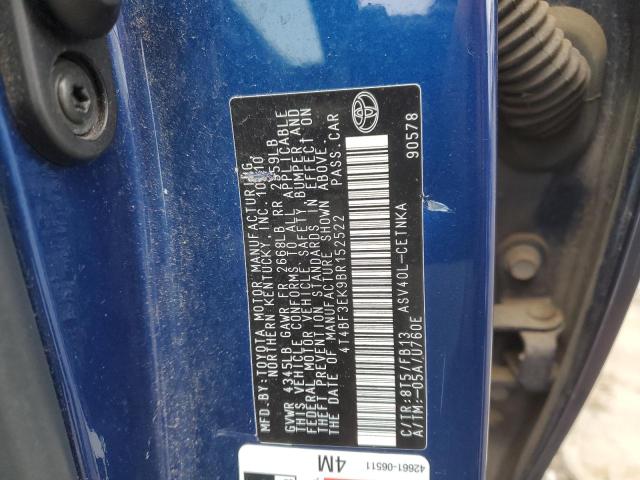 MFD. BY: TOYOTA MOTOR MANUFACTURING,
NORTHERN KENTUCKY, INC. 10/10
GVWR 4345LB GAWR FR 2668LB RR 2359LB
THIS VEHICLE CONFORMS TO ALL APPLICABLE
FEDERAL MOTOR VEHICLE SAFETY, BUMPER, AND
THEFT PREVENTION STANDARDS IN EFFECT ON
THE DATE OF MANUFACTURE SHOWN ABOVE.
4T4BF3EK9BR152522 PASS. CAR
C/TR: 8T5/FB13 ASV40L-CETNKA
A/TM: -05A/U760E 90578
42661-06511
4M